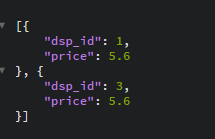 [{
    "dsp_id": 1,
    "price": 5.6
}, {
    "dsp_id": 3,
    "price": 5.6
}]